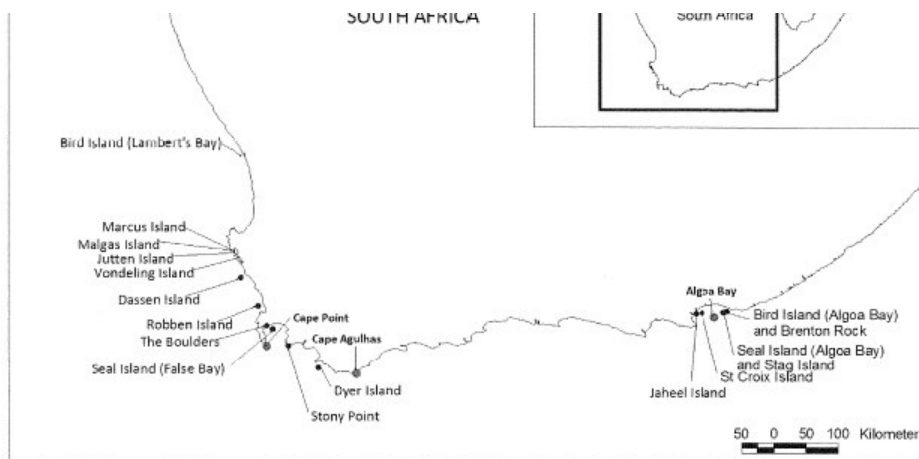 SOUTH AFRICA
South Africa
Bird Island (Lambert's Bay)
Marcus Island
Malgas Island
Jutten Island
Vondeling Island
Dassen Island
Robben Island
The Boulders
Seal Island (False Bay)
Cape Point
Cape Agulhas
Dyer Island
Stony Point
Algoa Bay
Bird Island (Algoa Bay)
and Brenton Rock
Seal Island (Algoa Bay)
and Stag Island
St Croix Island
Jaheel Island
50 0 50 100 Kilometer